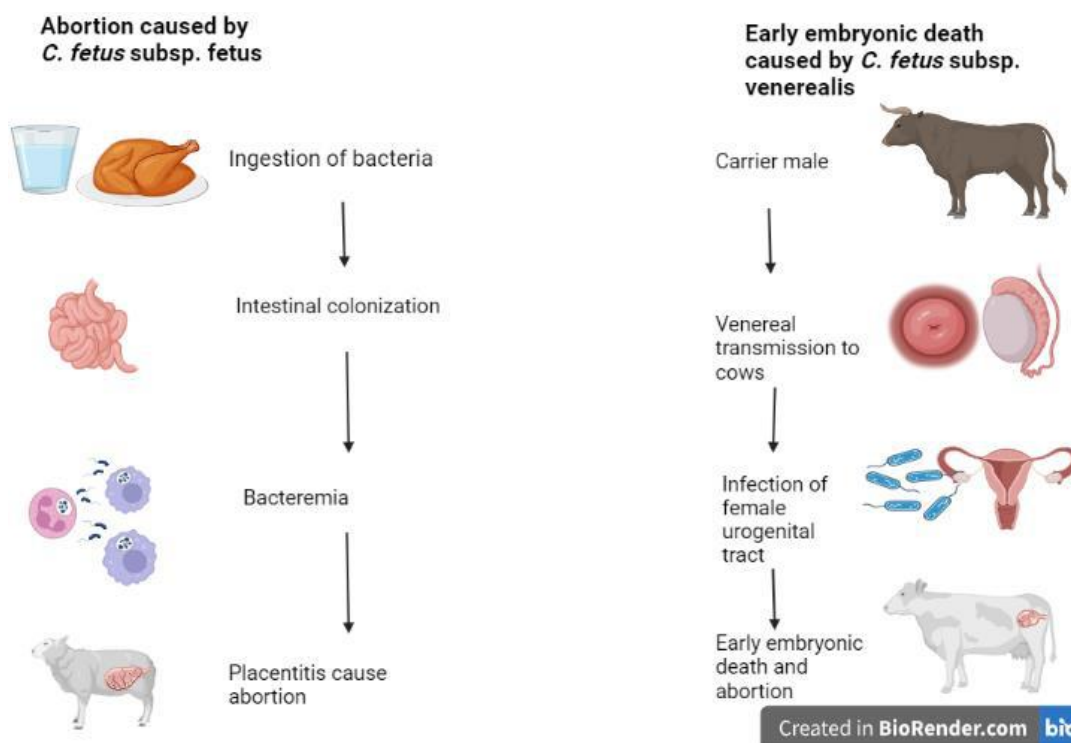 Abortion caused by
C. fetus subsp. fetus
Ingestion of bacteria
Intestinal colonization
Bacteremia
Placentitis cause
abortion
Early embryonic death
caused by C. fetus subsp.
venerealis
Carrier male
Venereal
transmission to
cows
Infection of
female
urogenital
tract
Early embryonic
death and
abortion
Created in BioRender.com bio